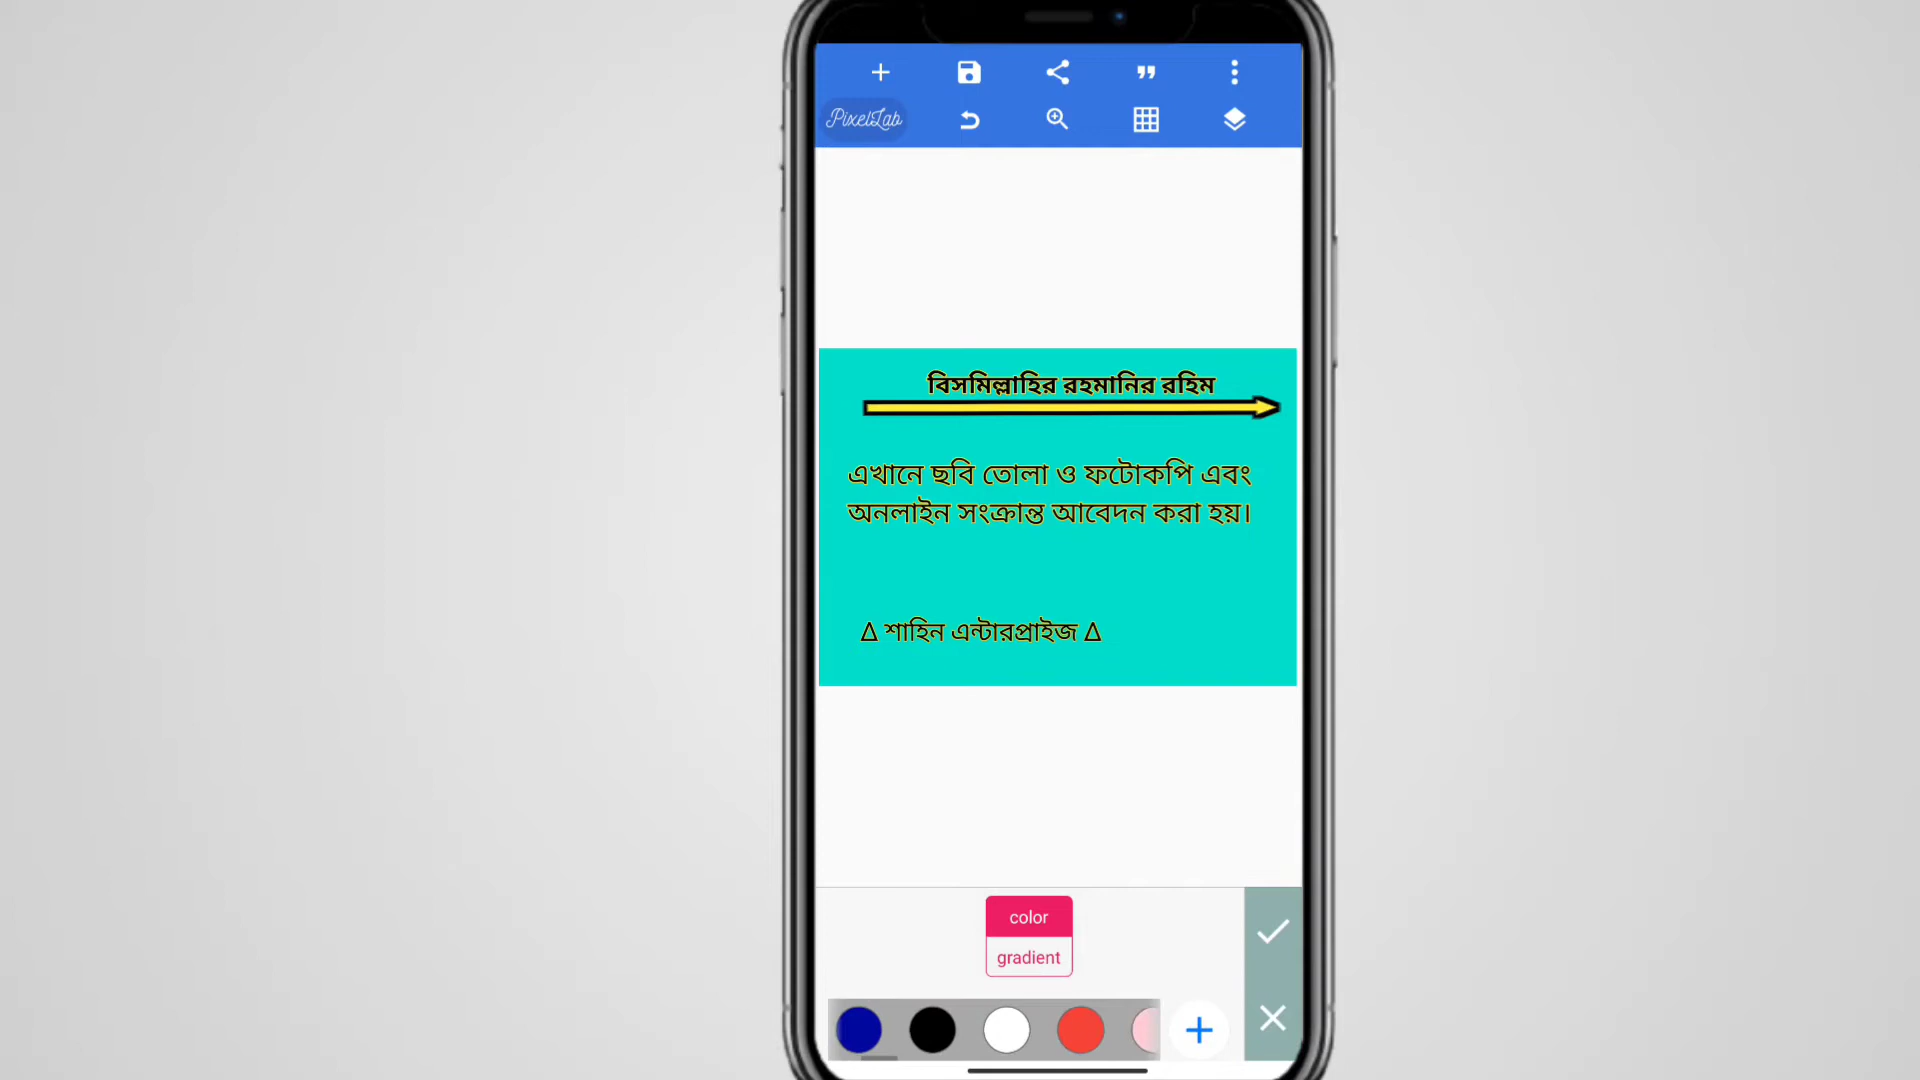 PixelLab
বিসমিল্লাহির রহমানির রহিম
এখানে ছবি তোলা ও ফটোকপি এবং
অনলাইন সংক্রান্ত আবেদন করা হয়।
∆ শাহিন এন্টারপ্রাইজ ∆
color
gradient